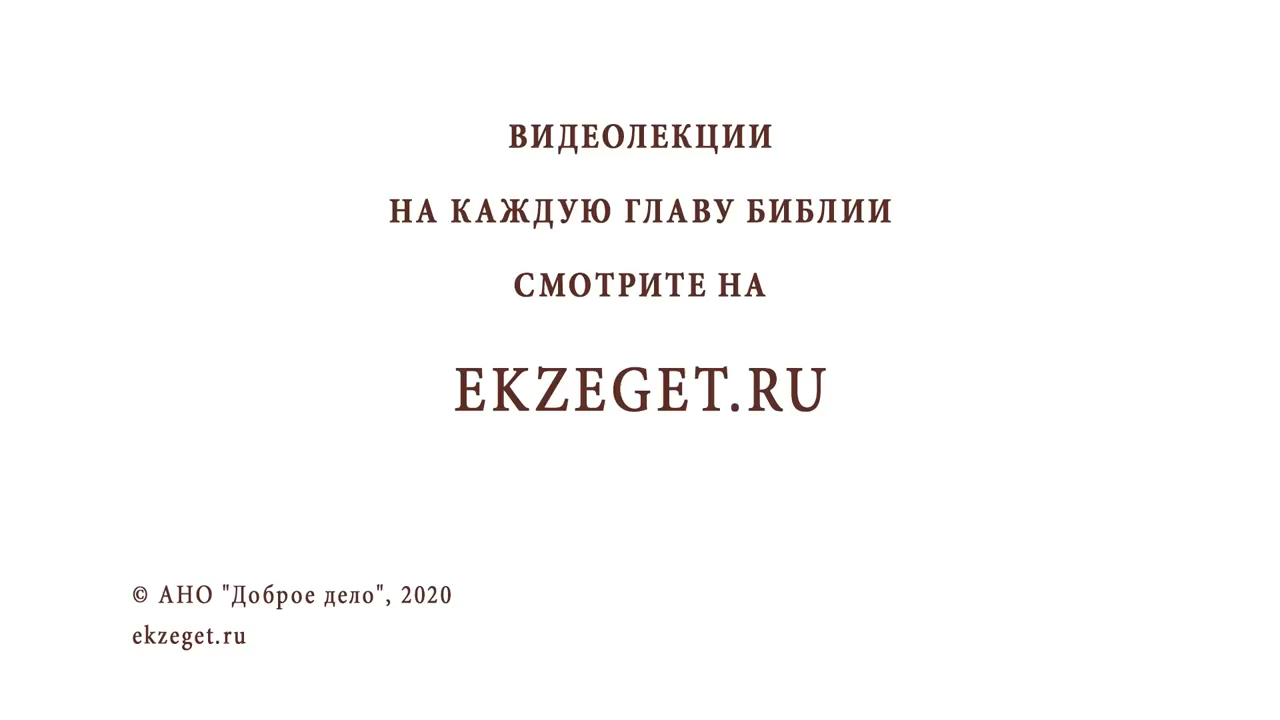 ВИДЕОЛЕКЦИИ
НА КАЖДУЮ ГЛАВУ БИБЛИИ
СМОТРИТЕ НА
EKZEGET.RU
© АНО "Доброе дело", 2020
ekzeget.ru